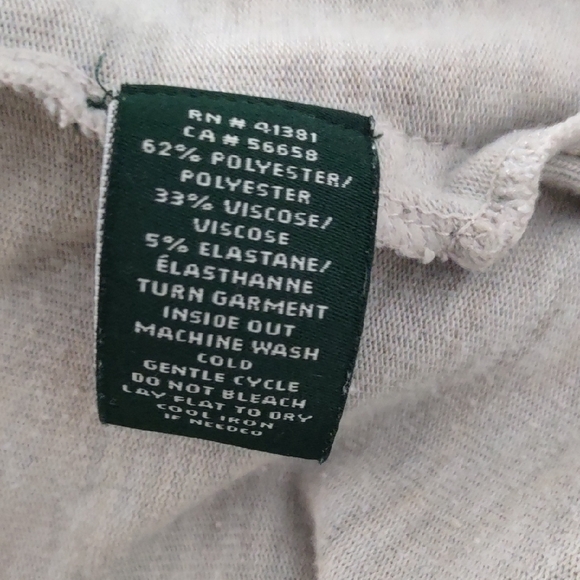 RN # 41381
CA # 56658
62% POLYESTER/
POLYESTER
33% VISCOSE/
VISCOSE
5% ELASTANE/
ÉLASTHANNE
TURN GARMENT
INSIDE OUT
MACHINE WASH
COLD
GENTLE CYCLE
DO NOT BLEACH
LAY FLAT TO DRY
COOL IRON
IF NEEDED